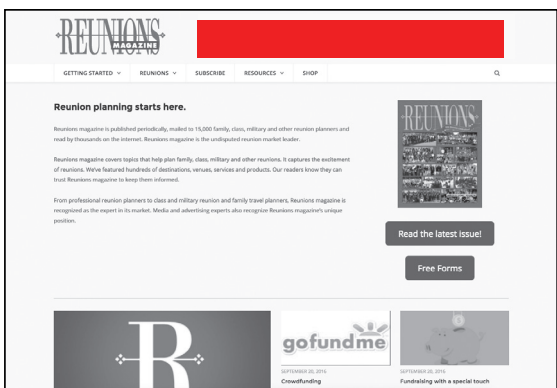 REUNIONS
MAGAZINE
GETTING STARTED REUNIONS SUBSCRIBE RESOURCES SHOP
Reunion planning starts here.
Reunions magazine is published periodically, mailed to 15,000 family, class, military and other reunion planners and
read by thousands on the internet. Reunions magazine is the undisputed reunion market leader.
Reunions magazine covers topics that help plan family, class, military and other reunions. It captures the excitement
of reunions. We've featured hundreds of destinations, venues, services and products. Our readers know they can
trust Reunions magazine to keep them informed.
From professional reunion planners to class and military reunion and family travel planners, Reunions magazine is
recognized as the expert in its market. Media and advertising experts also recognize Reunions magazine's unique
position.
REUNIONS
Read the latest issue!
Free Forms
R
gofundme
SEPTEMBER 20, 2016
Crowdfunding
SEPTEMBER 20, 2016
Fundraising with a special touch